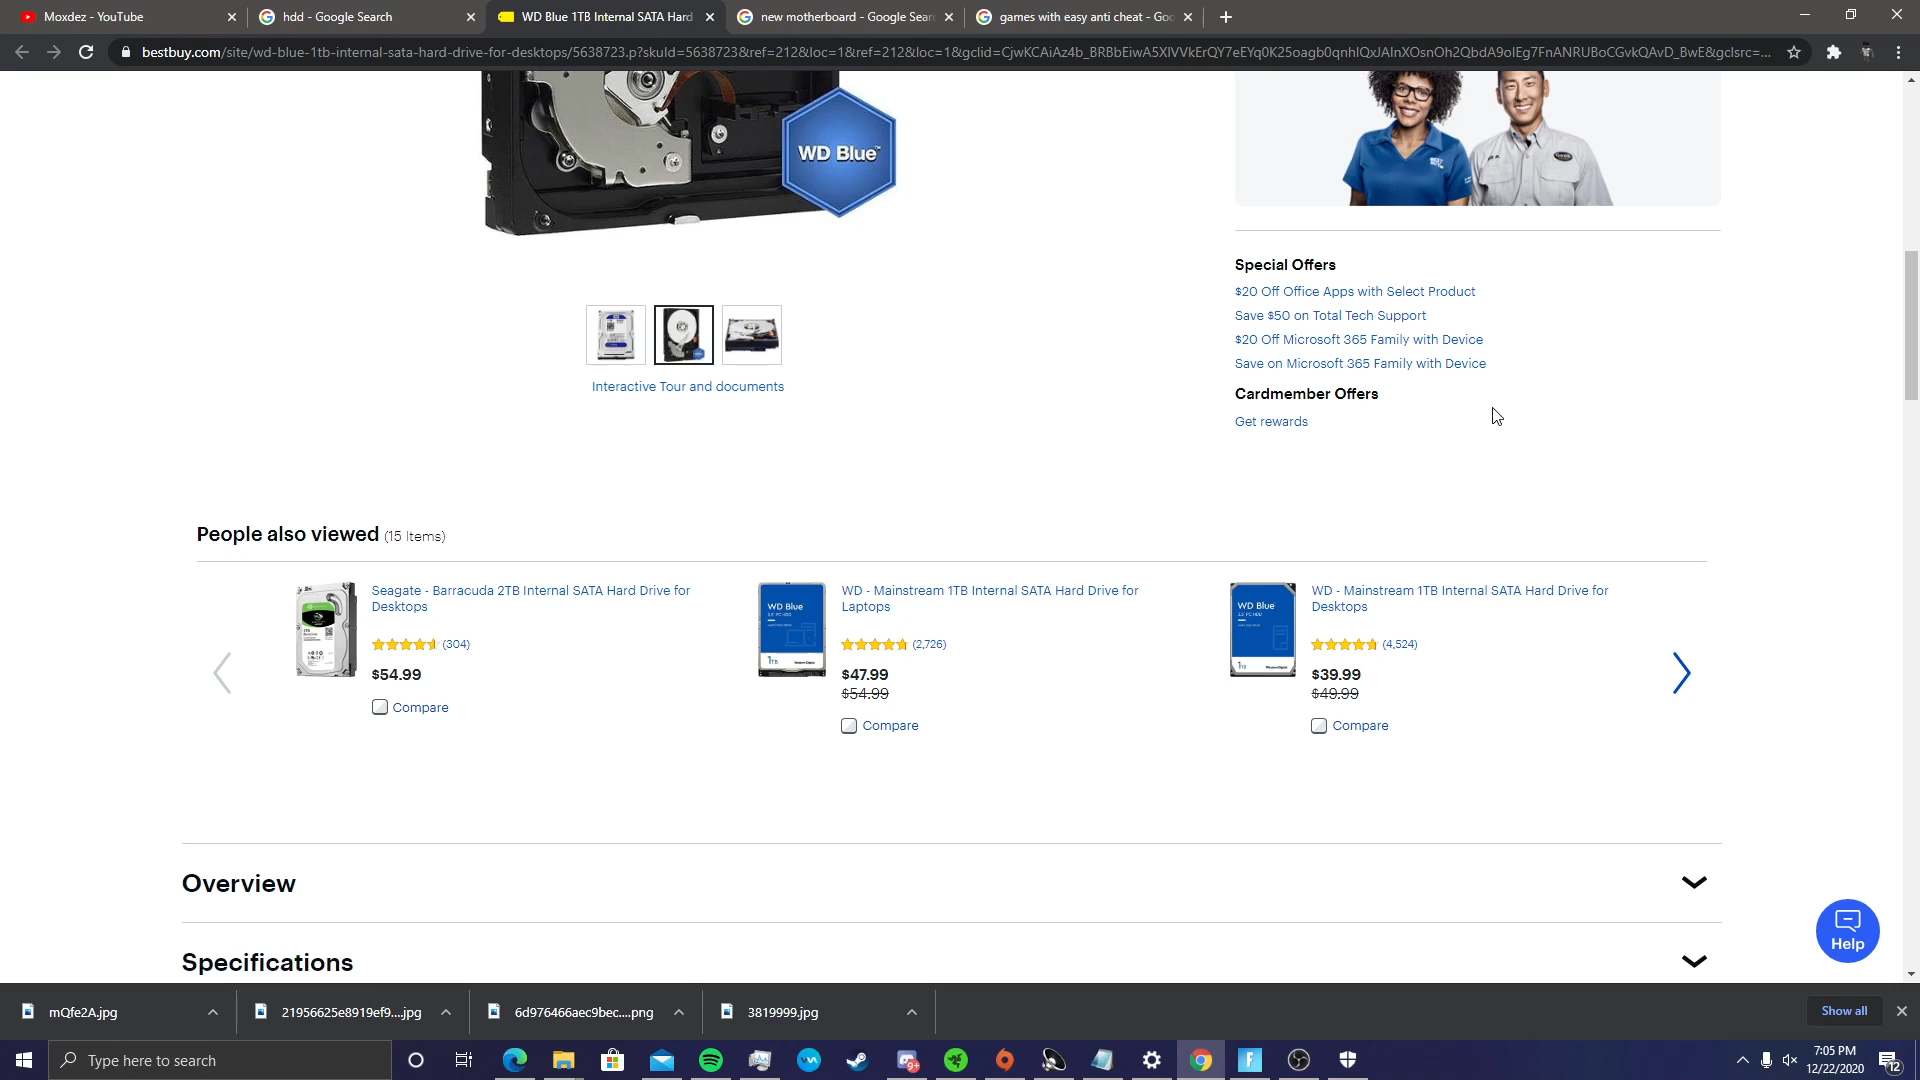 Moxdez - YouTube
hdd - Google Search
WD Blue 1TB Internal SATA Hard
new motherboard - Google Sear
games with easy anti cheat - Goo
bestbuy.com/site/wd-blue-1tb-internal-sata-hard-drive-for-desktops/5638723.p?skuId=5638723&ref=212&loc=1&ref=212&loc=1&gclid=
WD Blue™
Special Offers
$20 Off Office Apps with Select Product
Save $50 on Total Tech Support
$20 Off Microsoft 365 Family with Device
Save on Microsoft 365 Family with Device
Cardmember Offers
Get rewards
Interactive Tour and documents
People also viewed (15 Items)
Seagate - Barracuda 2TB Internal SATA Hard Drive for
Desktops
(304)
$54.99
Compare
WD Blue
1TB
WD - Mainstream 1TB Internal SATA Hard Drive for
Laptops
(2,726)
$47.99
$54.99
Compare
WD Blue
1TB
WD - Mainstream 1TB Internal SATA Hard Drive for
Desktops
(4,524)
$39.99
$49.99
Compare
Overview
Specifications
Help
mQfe2A.jpg
21956625e8919ef9....jpg
6d976466aec9bec....png
3819999.jpg
Show all
Type here to search
7:05 PM
12/22/2020
12